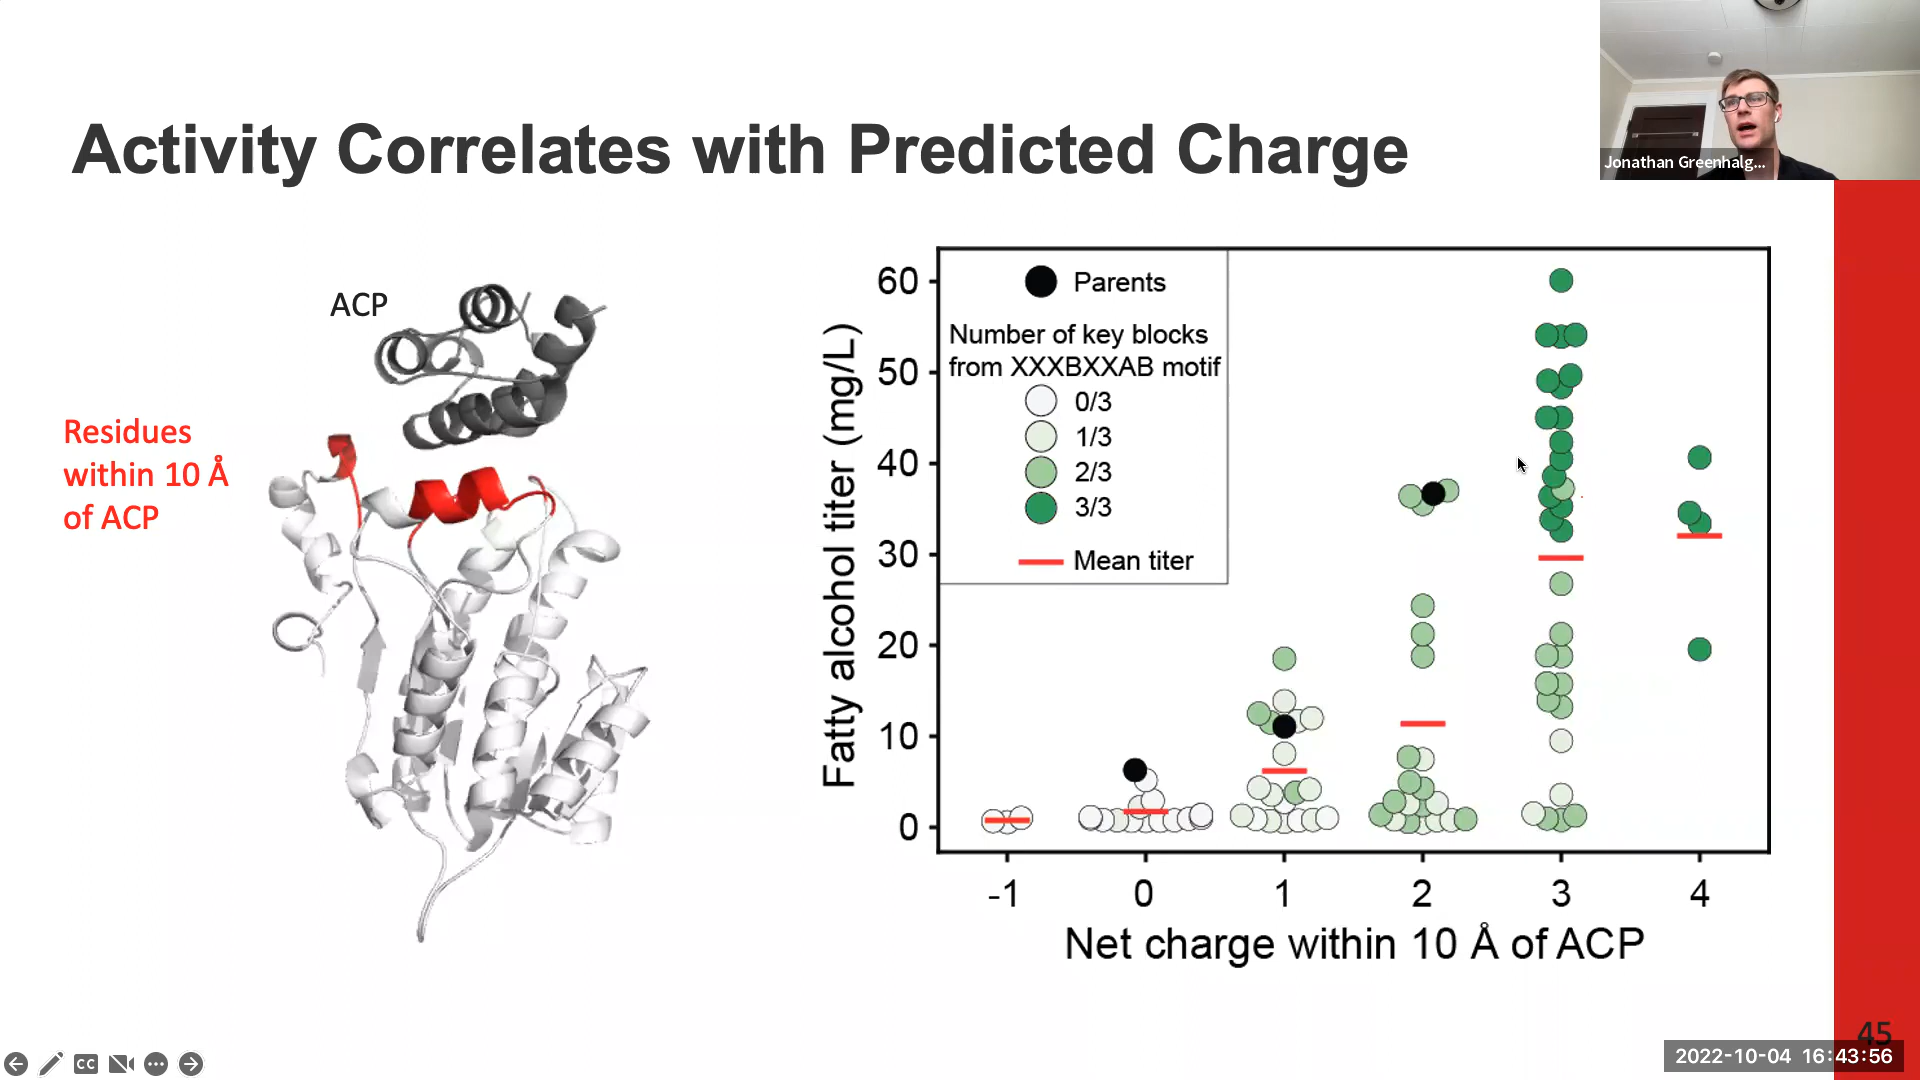 Jonathan Greenhalg...
Activity Correlates with Predicted Charge
ACP
Residues
within 10 Å
of ACP
Fatty alcohol titer (mg/L)
60
50
40
30
20
10
0
Parents
Number of key blocks
from XXXBXXAB motif
0/3
1/3
2/3
3/3
Mean titer
-1 0 1 2 3 4
Net charge within 10 Å of ACP
45
CC
2022-10-04 16:43:56